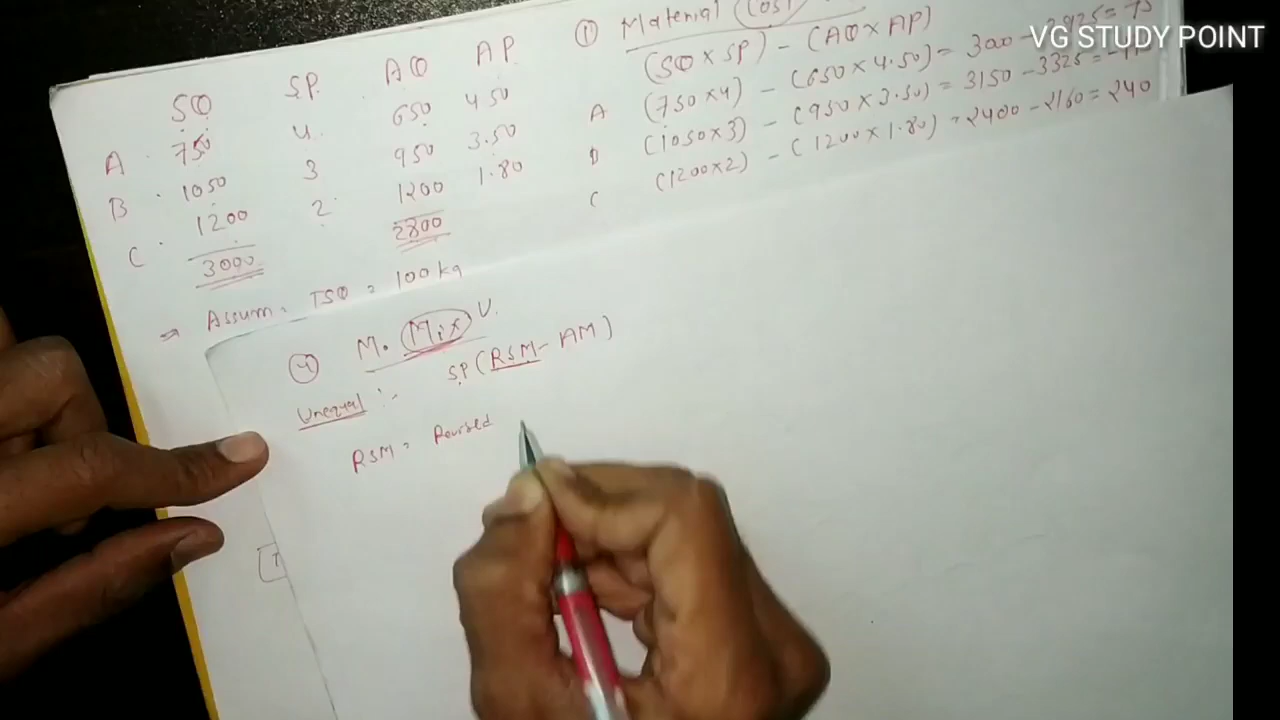 VG STUDY POINT
SQ SP. AQ AP
A 750 4. 650 4.50
B 1050 3 950 3.50
C 1200 2 1200 1.80
3000 2800
Assum = TSQ = 100 kg
① Material Cost
(SQ × SP) - (AQ × AP)
A (750 × 4) - (650 × 4.50) = 3000 - 2925 = 75
(1050 × 3) - (950 × 3.50) = 3150 - 3325 =
C (1200 × 2) - (1200 × 1.80) = 2400 - 2160 = 240
④ M. Mix V.
Unequal :- SP (RSM - AM)
RSM = Revised